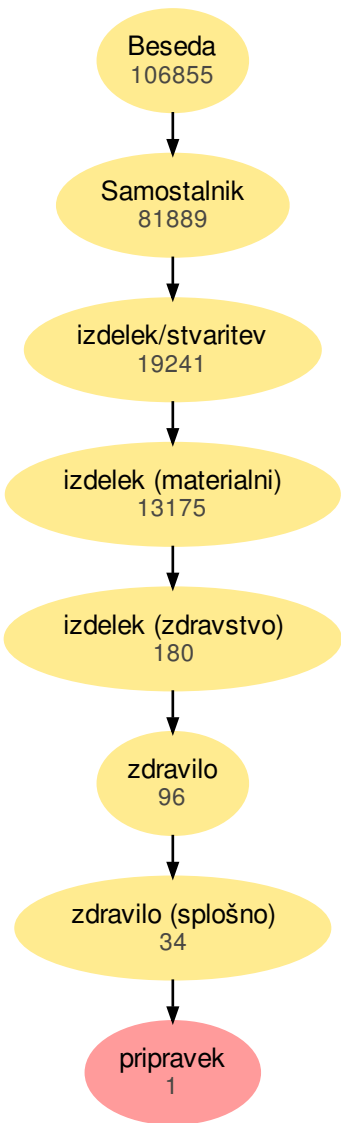 Beseda
106855
Samostalnik
81889
izdelek/stvaritev
19241
izdelek (materialni)
13175
izdelek (zdravstvo)
180
zdravilo
96
zdravilo (splošno)
34
pripravek
1